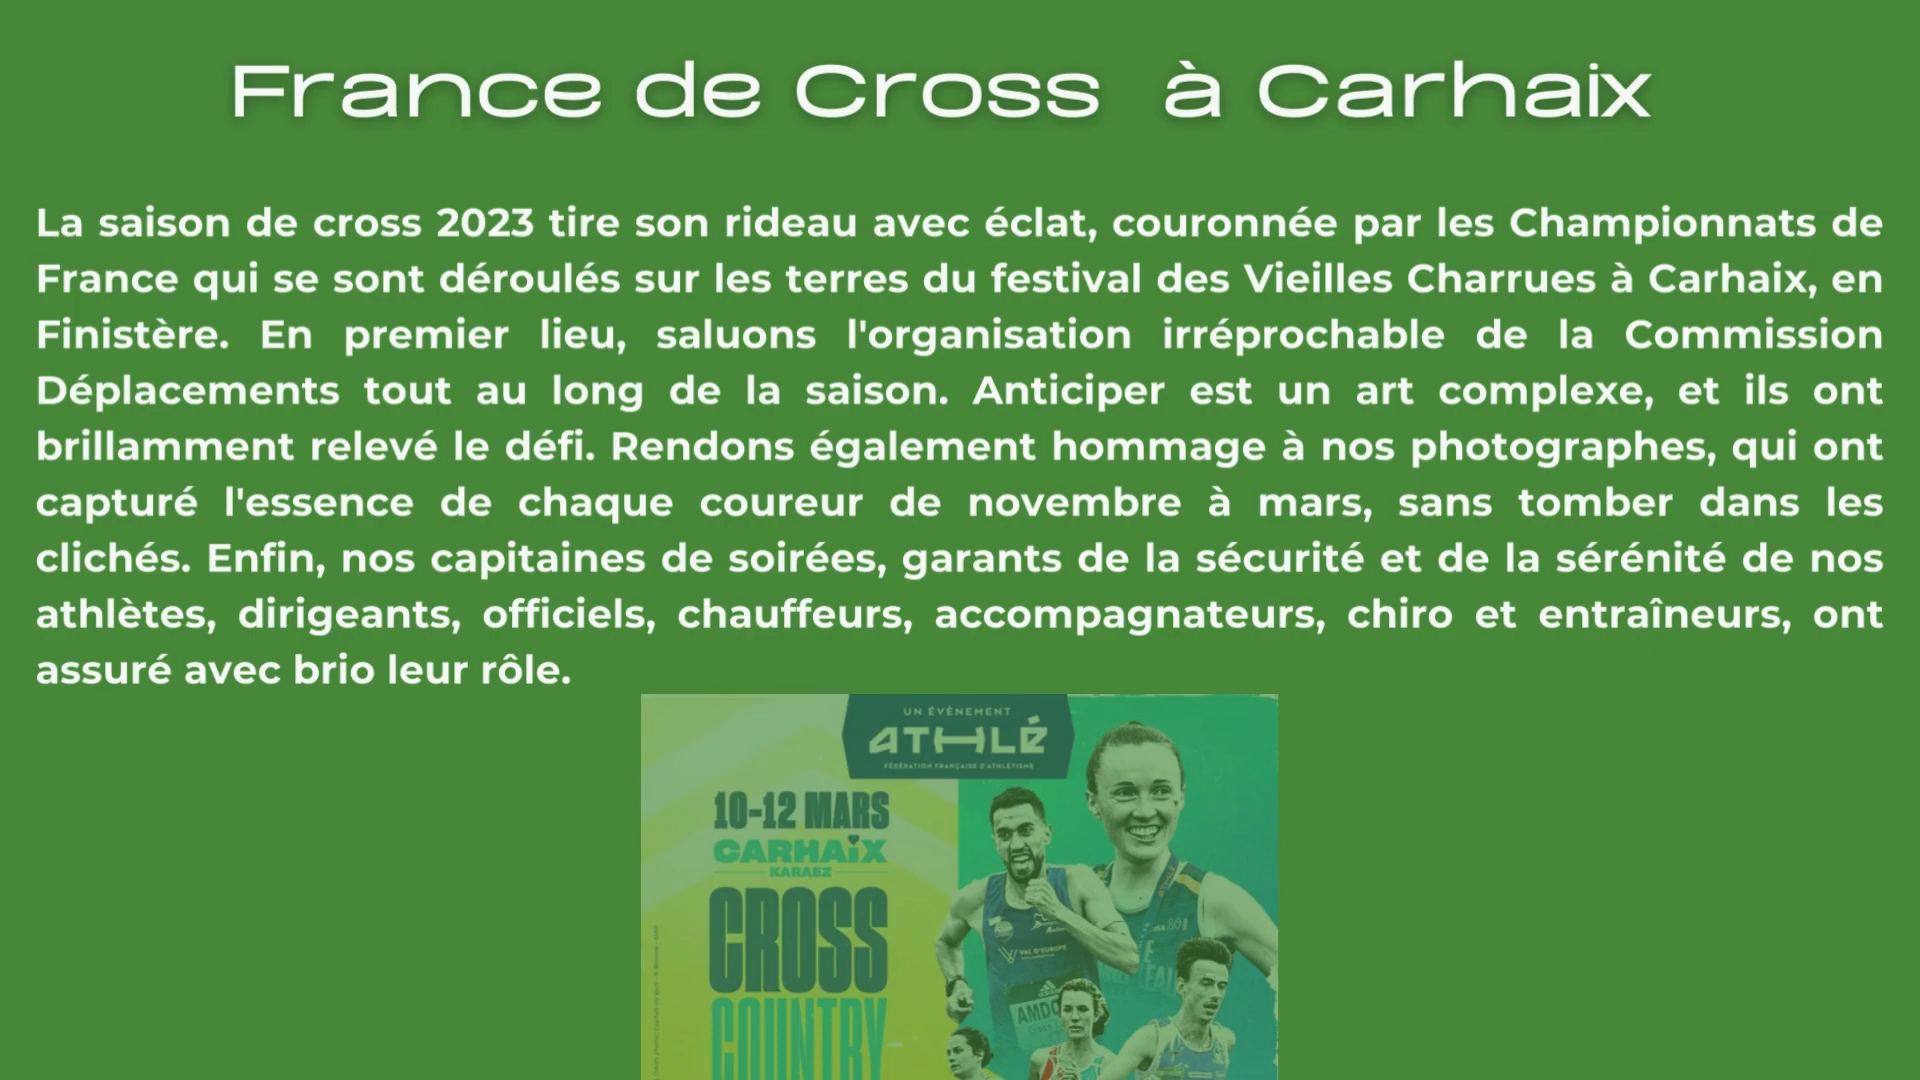 France de Cross à Carhaix
La saison de cross 2023 tire son rideau avec éclat, couronnée par les Championnats de
France qui se sont déroulés sur les terres du festival des Vieilles Charrues à Carhaix, en
Finistère. En premier lieu, saluons l'organisation irréprochable de la Commission
Déplacements tout au long de la saison. Anticiper est un art complexe, et ils ont
brillamment relevé le défi. Rendons également hommage à nos photographes, qui ont
capturé l'essence de chaque coureur de novembre à mars, sans tomber dans les
clichés. Enfin, nos capitaines de soirées, garants de la sécurité et de la sérénité de nos
athlètes, dirigeants, officiels, chauffeurs, accompagnateurs, chiro et entraîneurs, ont
assuré avec brio leur rôle.
UN ÉVÈNEMENT
ATHLÉ
FÉDÉRATION FRANÇAISE D'ATHLÉTISME
10-12 MARS
CARHAiX
KARAEZ
CROSS
COUNTRY
VAL D'EUROPE
AMDO